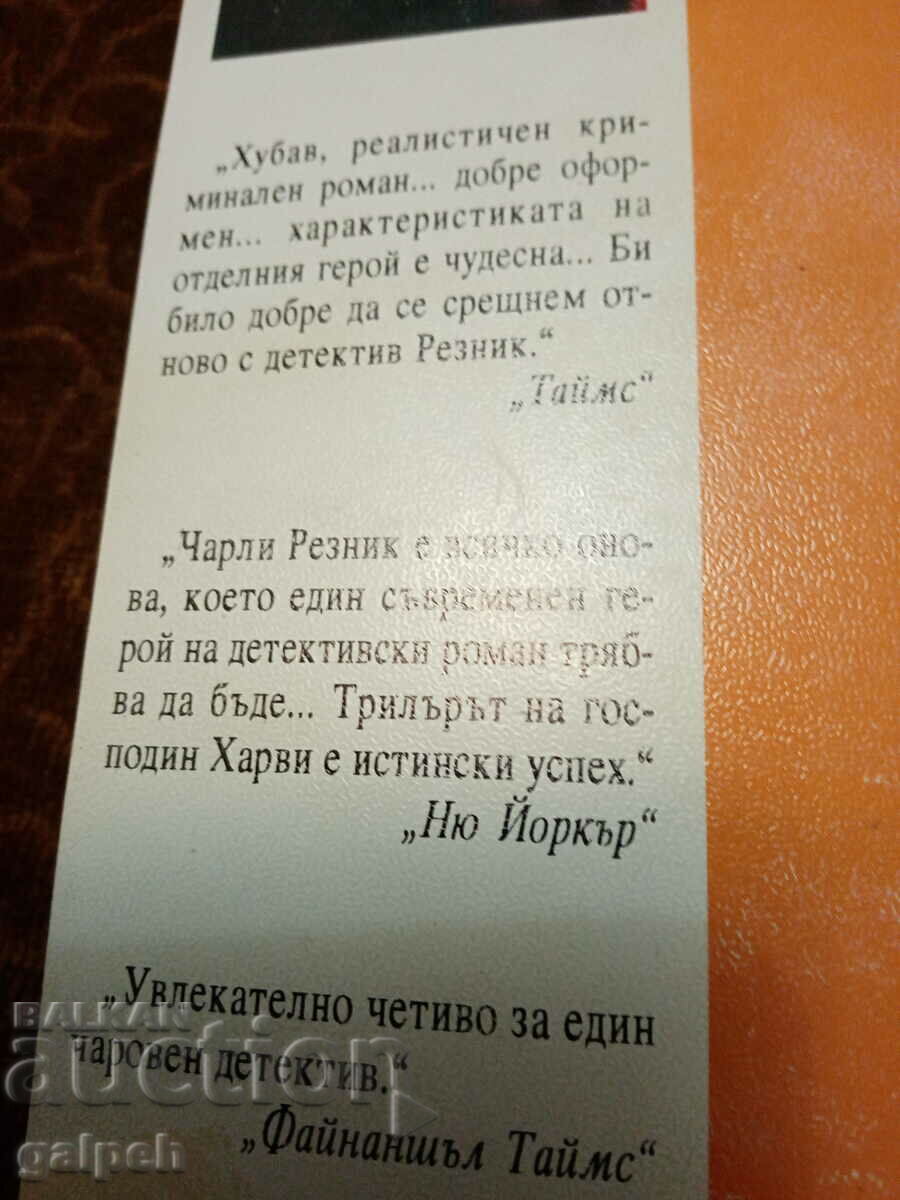 „Хубав, реалистичен кри-
минален роман... добре офор-
мен... характеристиката на
отделния герой е чудесна... Би
било добре да се срещнем от-
ново с детектив Резник.“
„Таймс“
„Чарли Резник е всичко оно-
ва, което един съвременен ге-
рой на детективски роман тряб-
ва да бъде... Трилърът на гос-
подин Харви е истински успех.“
„Ню Йоркър“
„Увлекателно четиво за един
чаровен детектив.“
„Файнаншъл Таймс“
BALKAN
auction
galpeh